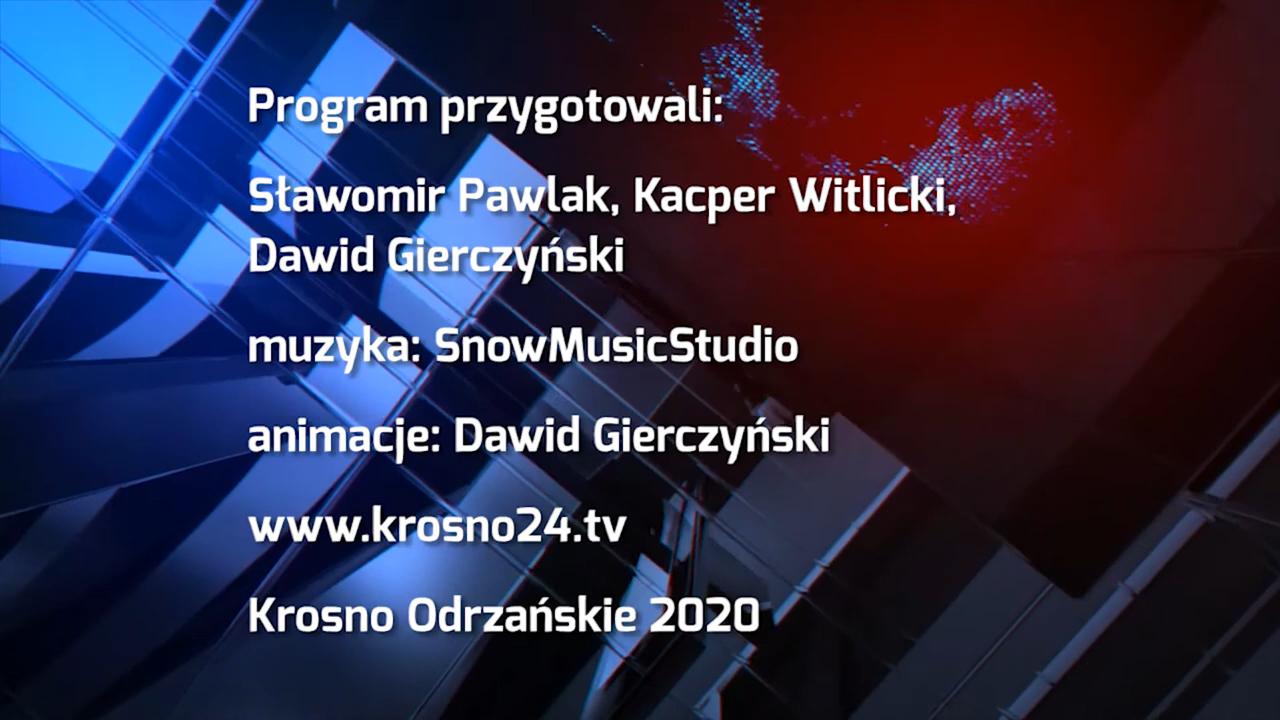 Program przygotowali:
Sławomir Pawlak, Kacper Witlicki,
Dawid Gierczyński
muzyka: SnowMusicStudio
animacje: Dawid Gierczyński
www.krosno24.tv
Krosno Odrzańskie 2020